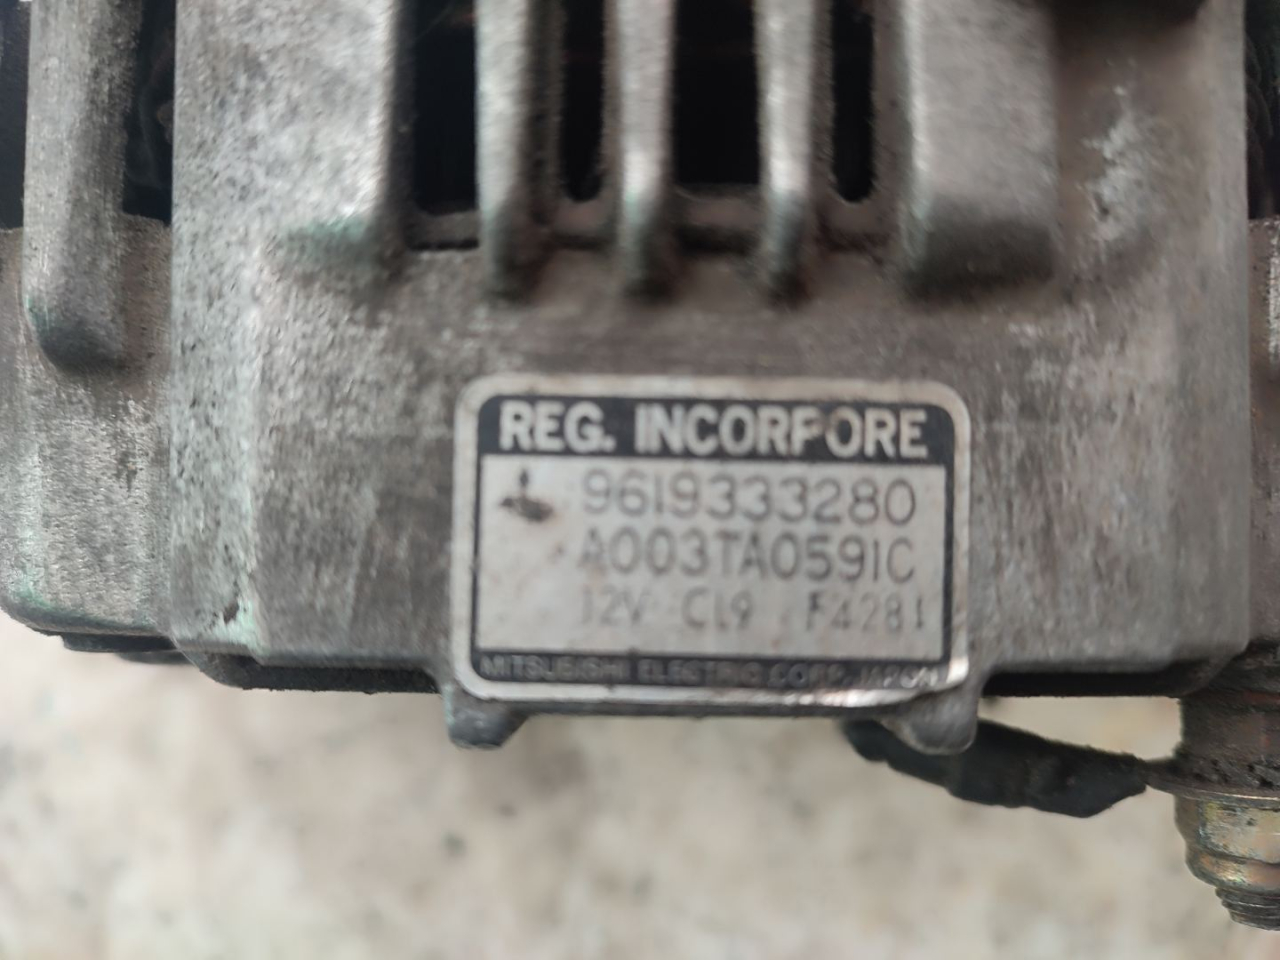 REG. INCORPORE
9619333280
A003TA0591C
12V CL9 F4281
MITSUBISHI ELECTRIC CORP. JAPAN